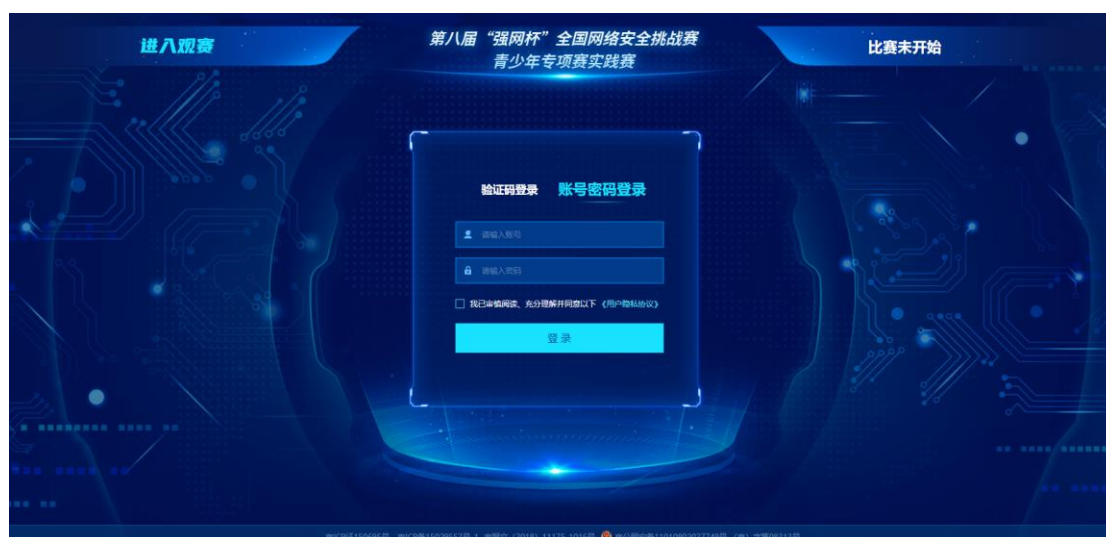 进入观赛
第八届“强网杯”全国网络安全挑战赛
青少年专项赛实践赛
比赛未开始
验证码登录 账号密码登录
请输入账号
请输入密码
我已审慎阅读、充分理解并同意以下《用户隐私协议》
登录